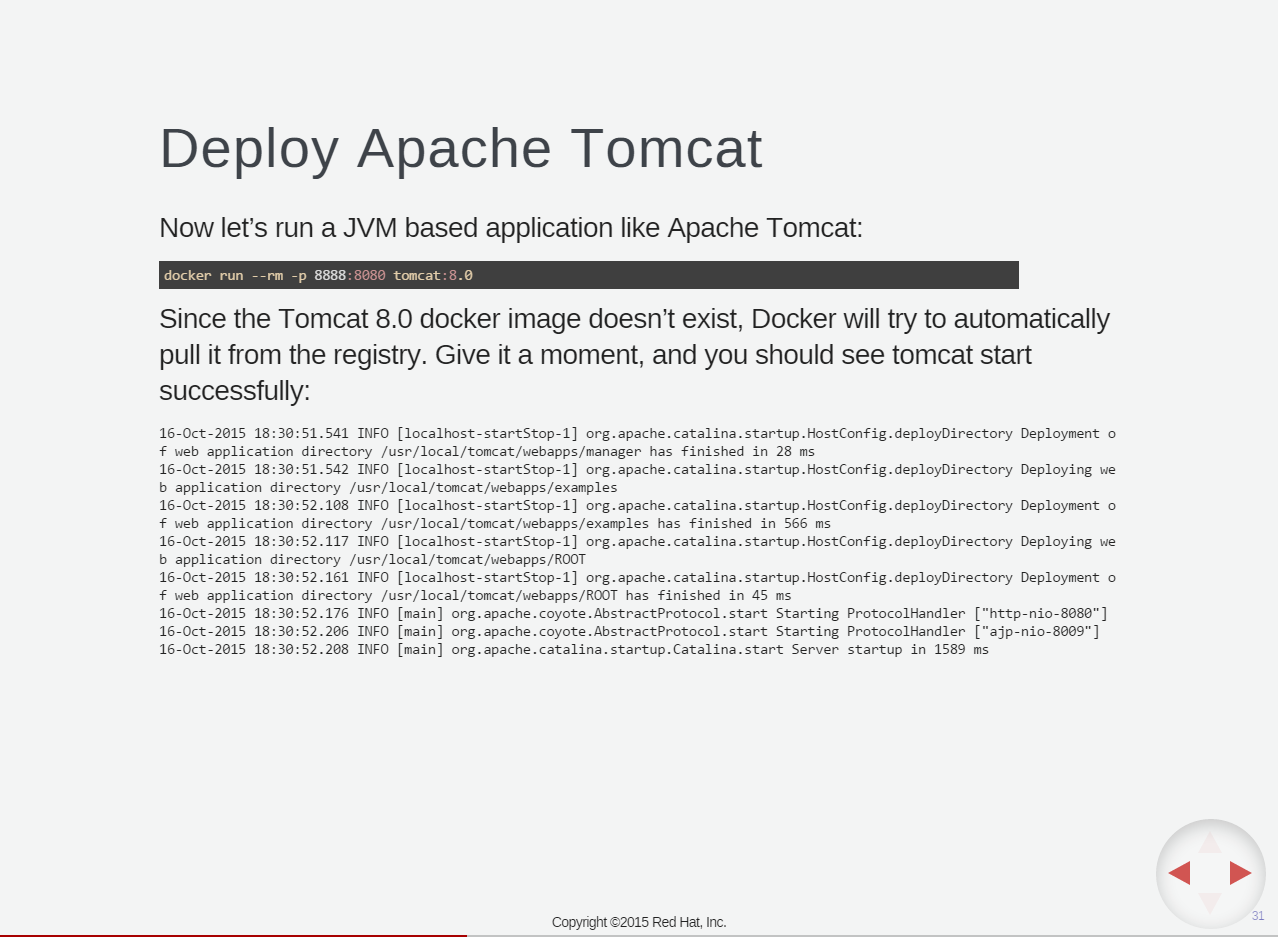 Deploy Apache Tomcat
Now let’s run a JVM based application like Apache Tomcat:
docker run --rm -p 8888:8080 tomcat:8.0
Since the Tomcat 8.0 docker image doesn’t exist, Docker will try to automatically
pull it from the registry. Give it a moment, and you should see tomcat start
successfully:
16-Oct-2015 18:30:51.541 INFO [localhost-startStop-1] org.apache.catalina.startup.HostConfig.deployDirectory Deployment o
f web application directory /usr/local/tomcat/webapps/manager has finished in 28 ms
16-Oct-2015 18:30:51.542 INFO [localhost-startStop-1] org.apache.catalina.startup.HostConfig.deployDirectory Deploying we
b application directory /usr/local/tomcat/webapps/examples
16-Oct-2015 18:30:52.108 INFO [localhost-startStop-1] org.apache.catalina.startup.HostConfig.deployDirectory Deployment o
f web application directory /usr/local/tomcat/webapps/examples has finished in 566 ms
16-Oct-2015 18:30:52.117 INFO [localhost-startStop-1] org.apache.catalina.startup.HostConfig.deployDirectory Deploying we
b application directory /usr/local/tomcat/webapps/ROOT
16-Oct-2015 18:30:52.161 INFO [localhost-startStop-1] org.apache.catalina.startup.HostConfig.deployDirectory Deployment o
f web application directory /usr/local/tomcat/webapps/ROOT has finished in 45 ms
16-Oct-2015 18:30:52.176 INFO [main] org.apache.coyote.AbstractProtocol.start Starting ProtocolHandler ["http-nio-8080"]
16-Oct-2015 18:30:52.206 INFO [main] org.apache.coyote.AbstractProtocol.start Starting ProtocolHandler ["ajp-nio-8009"]
16-Oct-2015 18:30:52.208 INFO [main] org.apache.catalina.startup.Catalina.start Server startup in 1589 ms
Copyright ©2015 Red Hat, Inc.
31